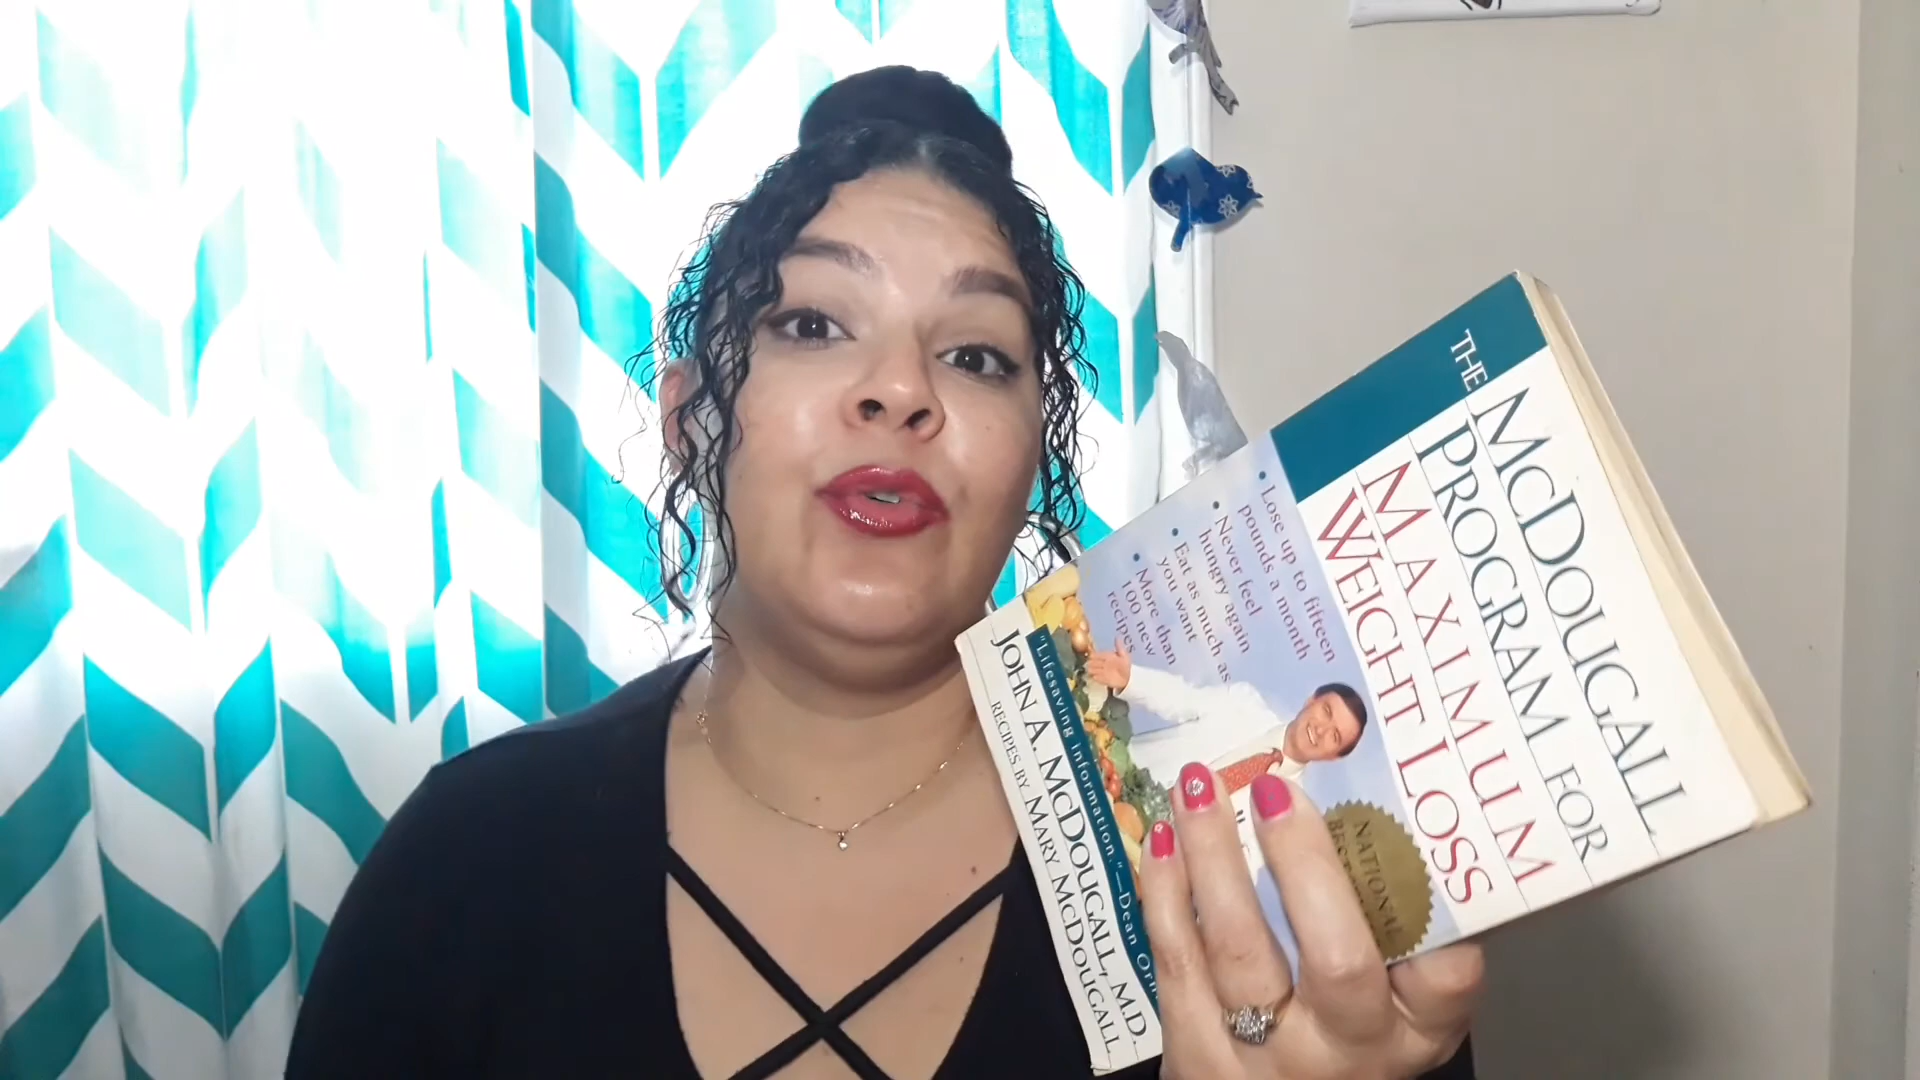 THE
McDOUGALL
PROGRAM FOR
MAXIMUM
WEIGHT LOSS
• Lose up to fifteen
pounds a month
• Never feel
hungry again
• Eat as much as
you want
• More than
100 new
recipes
NATIONAL
"Lifesaving information."—Dean
JOHN A. McDOUGALL, M.D.
RECIPES BY MARY McDOUGALL